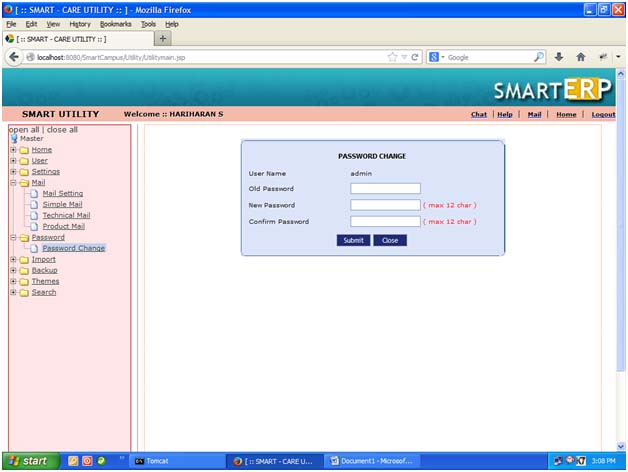 [ :: SMART - CARE UTILITY :: ] - Mozilla Firefox
File Edit View History Bookmarks Tools Help
[ :: SMART - CARE UTILITY :: ]
+
localhost:8080/SmartCampus/Utility/Utilitymain.jsp
Google
SMARTERP
SMART UTILITY Welcome :: HARIHARAN S Chat | Help | Mail | Home | Logout
open all | close all
Master
Home
User
Settings
Mail
Mail Setting
Simple Mail
Technical Mail
Product Mail
Password
Password Change
Import
Backup
Themes
Search
PASSWORD CHANGE
User Name admin
Old Password
New Password ( max 12 char )
Confirm Password ( max 12 char )
Submit Close
start Tomcat [ :: SMART - CARE U... Document1 - Microsof... 3:08 PM